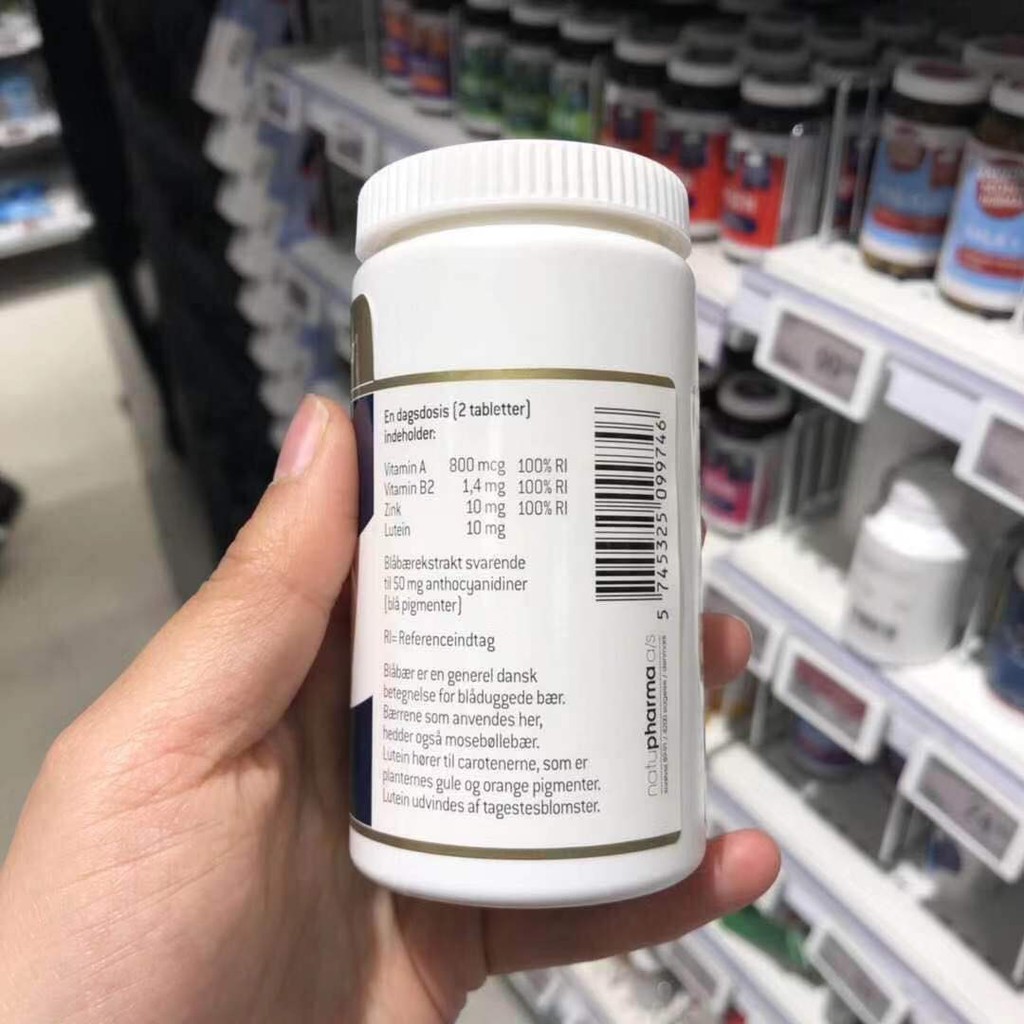 En dagsdosis (2 tabletter)
indeholder:
Vitamin A 800 mcg 100% RI
Vitamin B2 1,4 mg 100% RI
Zink 10 mg 100% RI
Lutein 10 mg
Blåbærekstrakt svarende
til 50 mg anthocyanidiner
(blå pigmenter)
RI= Referenceindtag
Blåbær er en generel dansk
betegnelse for blåduggede bær.
Bærrene som anvendes her,
hedder også mosebøllebær.
Lutein hører til carotenerne, som er
planternes gule og orange pigmenter.
Lutein udvindes af tagestesblomster.
5 745325 099746
natupharma a/s